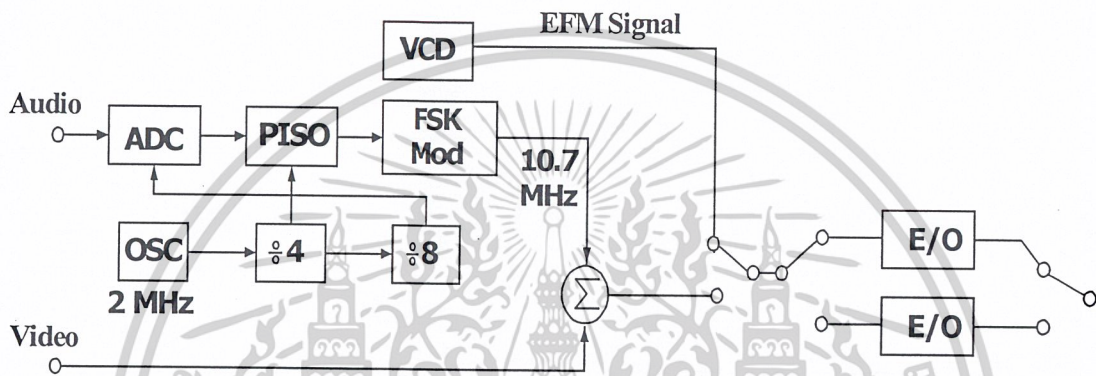 EFM Signal
VCD
Audio
ADC
PISO
FSK
Mod
10.7
MHz
OSC
÷4
÷8
2 MHz
Σ
E/O
E/O
Video